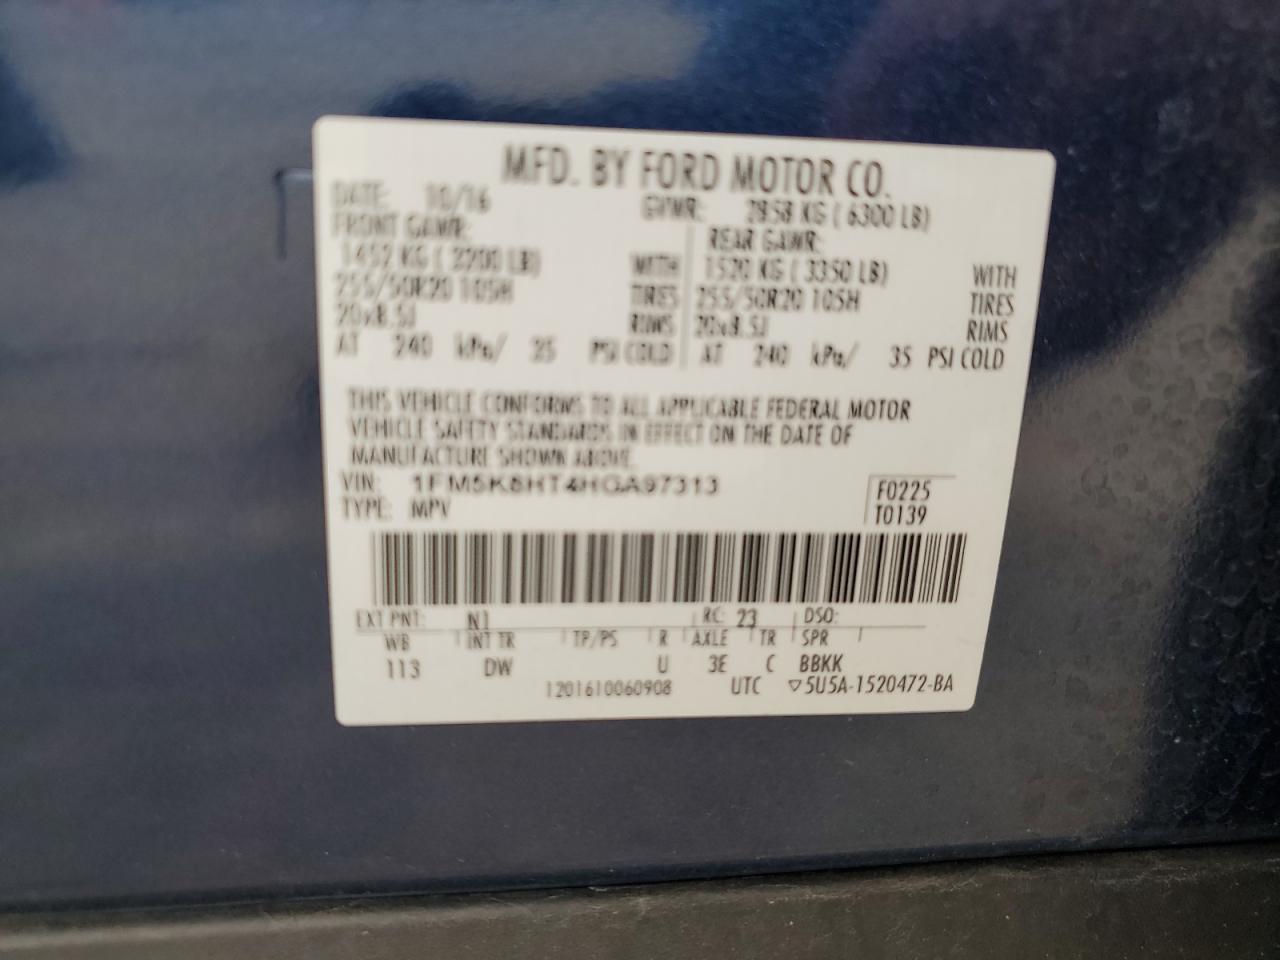 MFD. BY FORD MOTOR CO.
DATE: 10/16 GVWR: 2858 KG ( 6300 LB)
FRONT GAWR: REAR GAWR:
1452 KG ( 3200 LB) WITH 1520 KG ( 3350 LB) WITH
255/50R20 105H TIRES 255/50R20 105H TIRES
20x8.5J RIMS 20x8.5J RIMS
AT 240 kPa/ 35 PSI COLD AT 240 kPa/ 35 PSI COLD
THIS VEHICLE CONFORMS TO ALL APPLICABLE FEDERAL MOTOR
VEHICLE SAFETY STANDARDS IN EFFECT ON THE DATE OF
MANUFACTURE SHOWN ABOVE.
VIN: 1FM5K8HT4HGA97313 F0225
TYPE: MPV T0139
EXT PNT: N1 RC: 23 DSO:
WB INT TR TP/PS R AXLE TR SPR
113 DW U 3E C BBKK
1201610060908 UTC ▽5U5A-1520472-BA